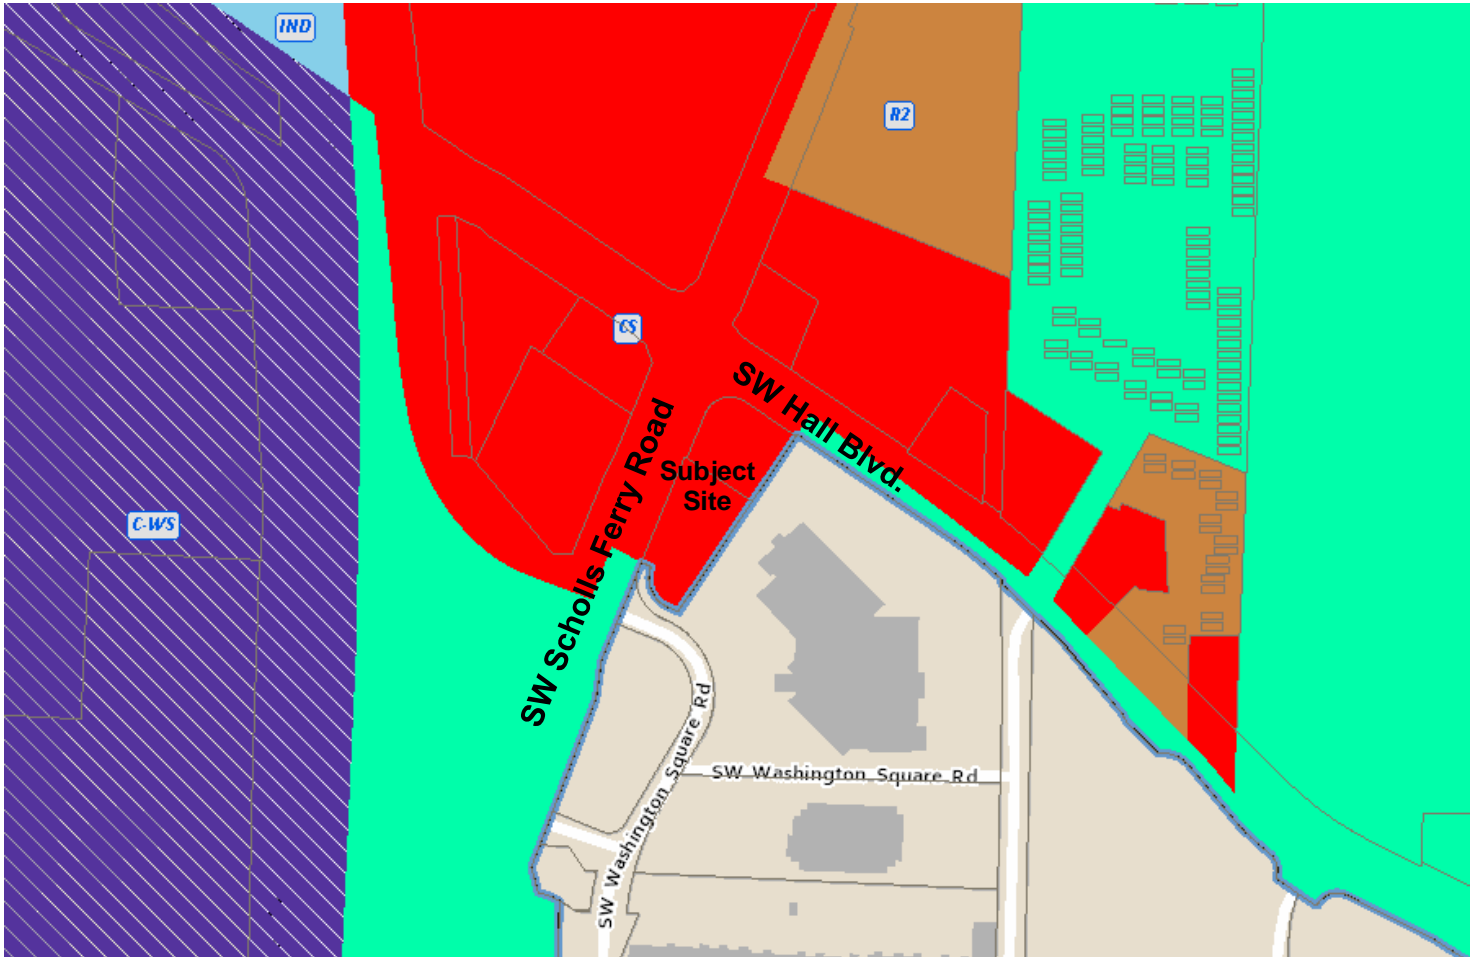 IND
R2
CS
SW Hall Blvd.
SW Scholls Ferry Road
Subject
Site
C-WS
SW Washington Square Rd
SW Washington Square Rd